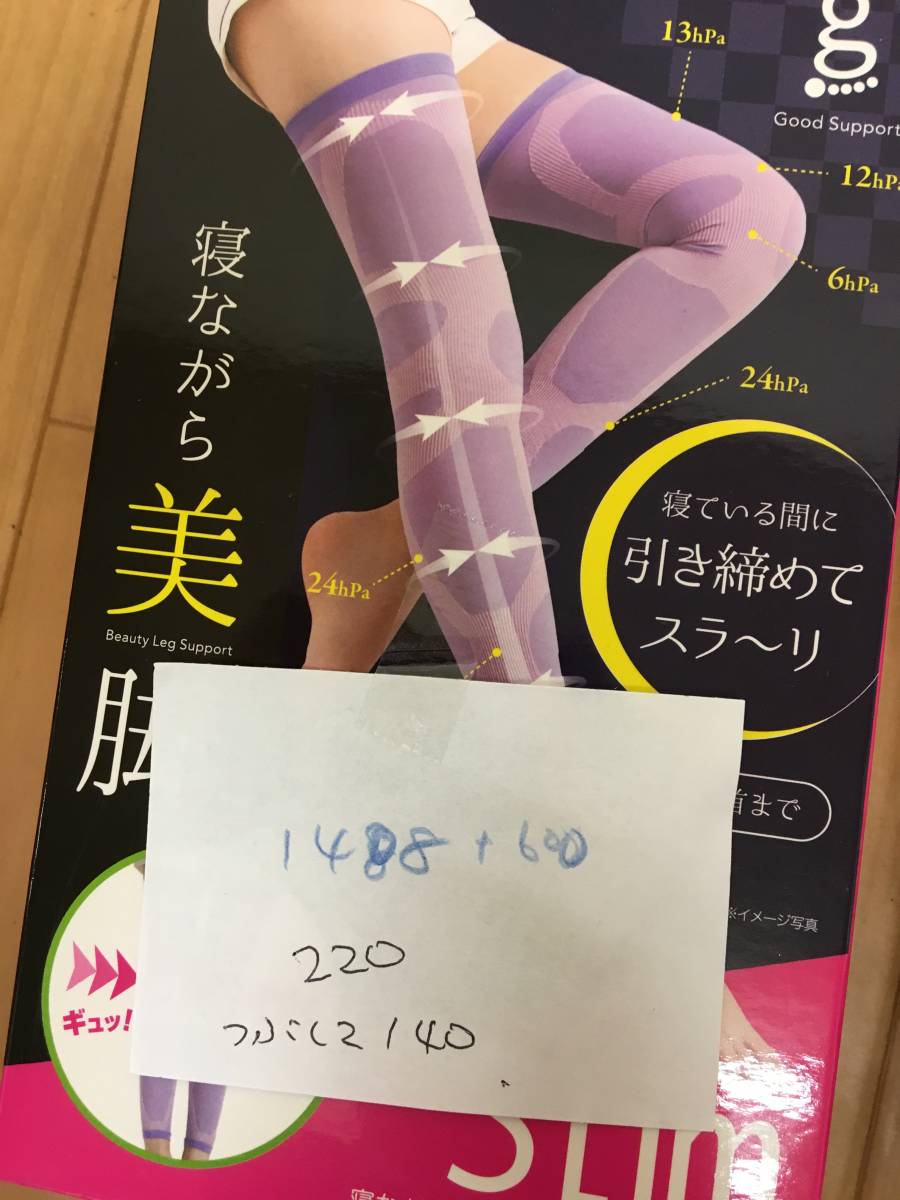 g
Good Support
13hPa
12hPa
6hPa
24hPa
24hPa
寝ながら
美
Beauty Leg Support
寝ている間に
引き締めて
スラ〜リ
まで
※イメージ写真
1488 + 600
220
つぶして140
ギュッ!
Slim